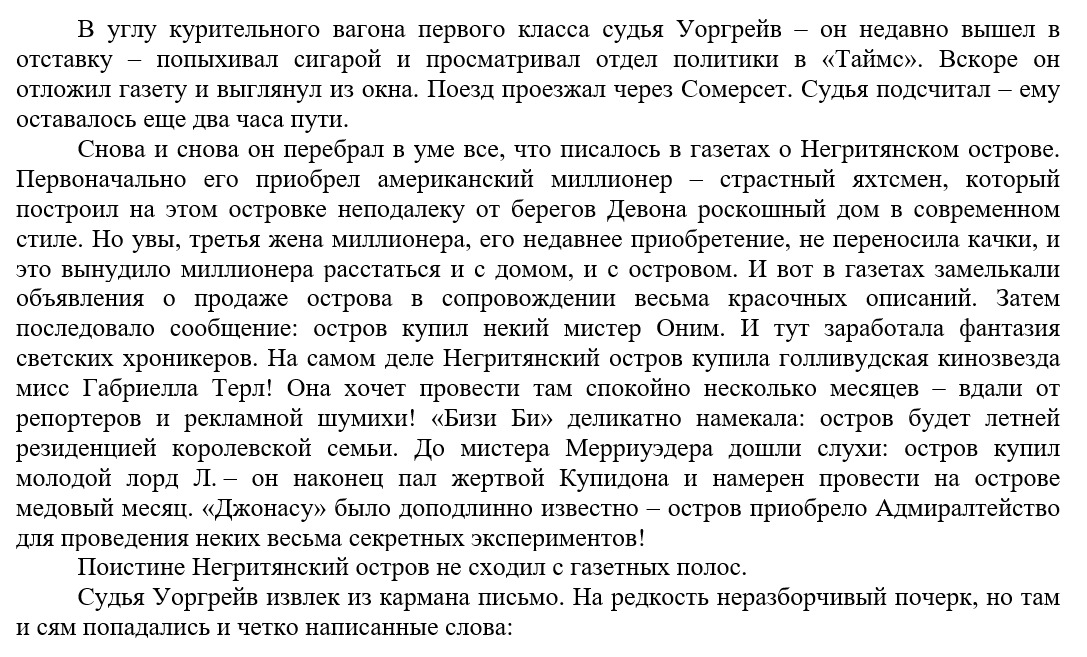 В углу курительного вагона первого класса судья Уоргрейв – он недавно вышел в
отставку – попыхивал сигарой и просматривал отдел политики в «Таймс». Вскоре он
отложил газету и выглянул из окна. Поезд проезжал через Сомерсет. Судья подсчитал – ему
оставалось еще два часа пути.
Снова и снова он перебрал в уме все, что писалось в газетах о Негритянском острове.
Первоначально его приобрел американский миллионер – страстный яхтсмен, который
построил на этом островке неподалеку от берегов Девона роскошный дом в современном
стиле. Но увы, третья жена миллионера, его недавнее приобретение, не переносила качки, и
это вынудило миллионера расстаться и с домом, и с островом. И вот в газетах замелькали
объявления о продаже острова в сопровождении весьма красочных описаний. Затем
последовало сообщение: остров купил некий мистер Оним. И тут заработала фантазия
светских хроникеров. На самом деле Негритянский остров купила голливудская кинозвезда
мисс Габриелла Терл! Она хочет провести там спокойно несколько месяцев – вдали от
репортеров и рекламной шумихи! «Бизи Би» деликатно намекала: остров будет летней
резиденцией королевской семьи. До мистера Мерриуэдера дошли слухи: остров купил
молодой лорд Л. – он наконец пал жертвой Купидона и намерен провести на острове
медовый месяц. «Джонасу» было доподлинно известно – остров приобрело Адмиралтейство
для проведения неких весьма секретных экспериментов!
Поистине Негритянский остров не сходил с газетных полос.
Судья Уоргрейв извлек из кармана письмо. На редкость неразборчивый почерк, но там
и сям попадались и четко написанные слова: